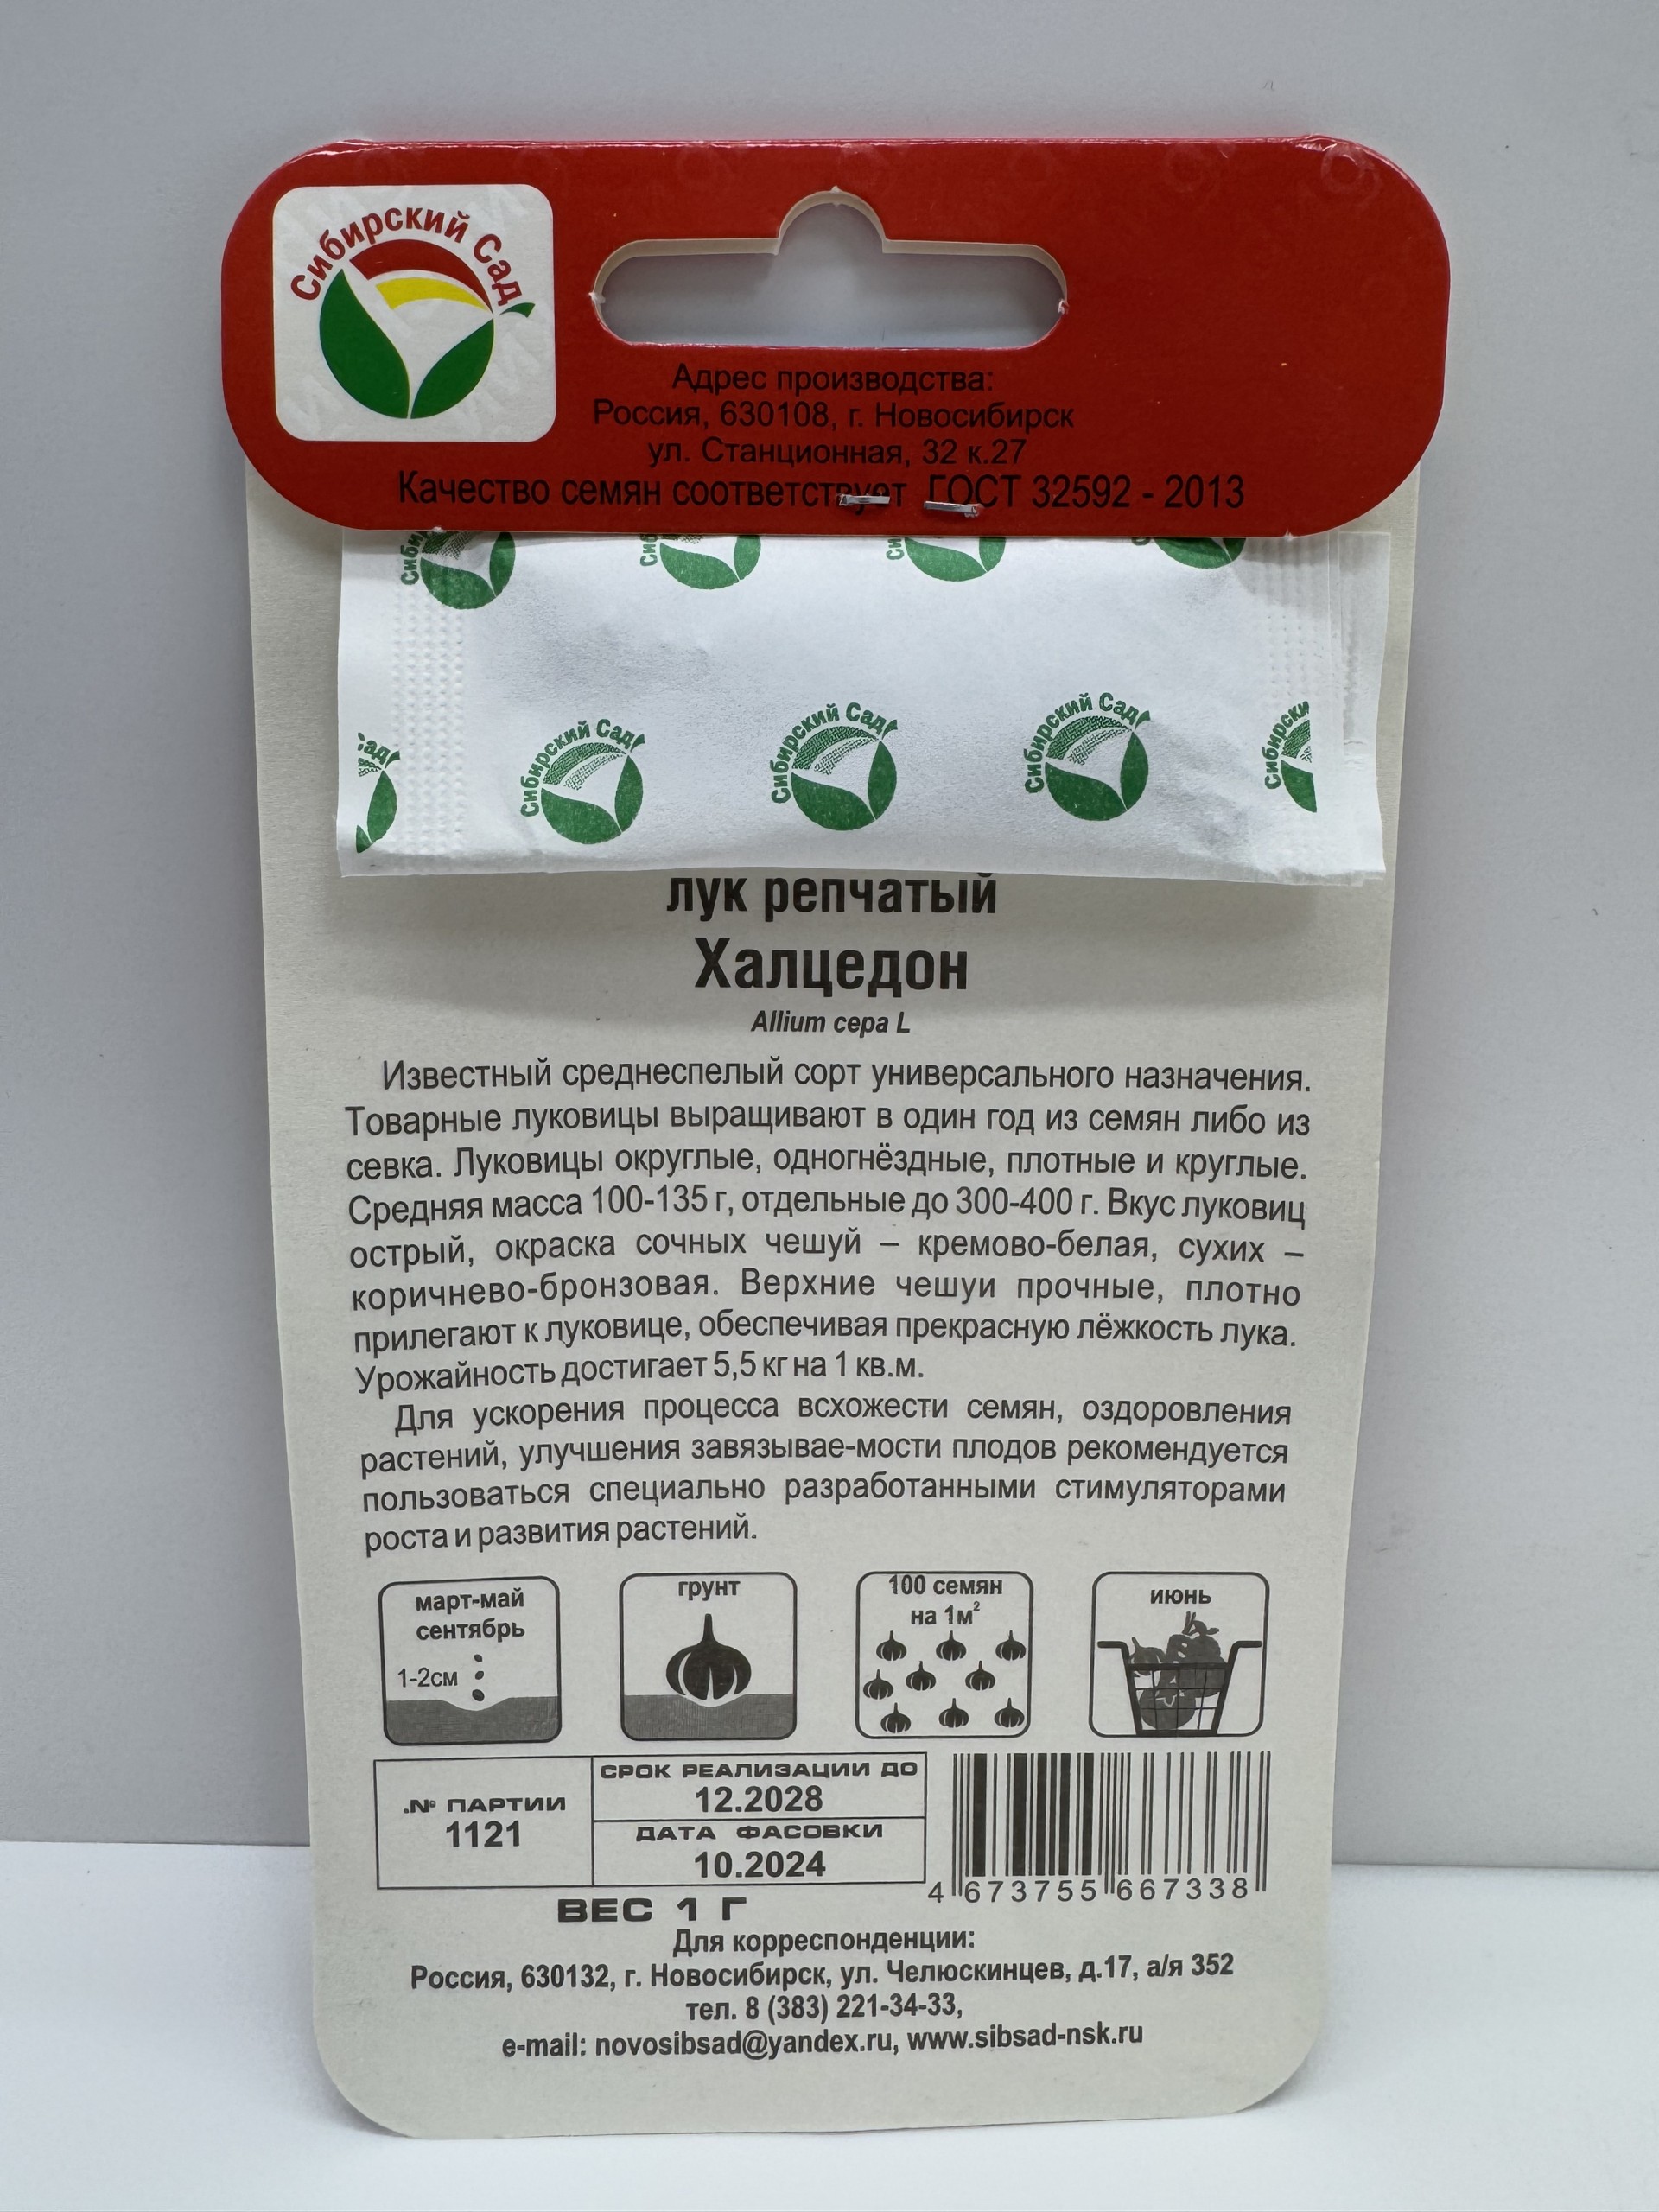 Сибирский Сад
Адрес производства:
Россия, 630108, г. Новосибирск
ул. Станционная, 32 к.27
Качество семян соответствует ГОСТ 32592 - 2013
Сибирский Сад
Сибирский Сад
Сибирский Сад
лук репчатый
Халцедон
Allium cepa L
Известный среднеспелый сорт универсального назначения.
Товарные луковицы выращивают в один год из семян либо из
севка. Луковицы округлые, одногнёздные, плотные и круглые.
Средняя масса 100-135 г, отдельные до 300-400 г. Вкус луковиц
острый, окраска сочных чешуй – кремово-белая, сухих –
коричнево-бронзовая. Верхние чешуи прочные, плотно
прилегают к луковице, обеспечивая прекрасную лёжкость лука.
Урожайность достигает 5,5 кг на 1 кв.м.
Для ускорения процесса всхожести семян, оздоровления
растений, улучшения завязывае-мости плодов рекомендуется
пользоваться специально разработанными стимуляторами
роста и развития растений.
март-май
сентябрь
1-2см
грунт
100 семян
на 1м²
июнь
.№ ПАРТИИ
1121
СРОК РЕАЛИЗАЦИИ ДО
12.2028
ДАТА ФАСОВКИ
10.2024
4 673755 667338
ВЕС 1 Г
Для корреспонденции:
Россия, 630132, г. Новосибирск, ул. Челюскинцев, д.17, а/я 352
тел. 8 (383) 221-34-33,
e-mail: novosibsad@yandex.ru, www.sibsad-nsk.ru